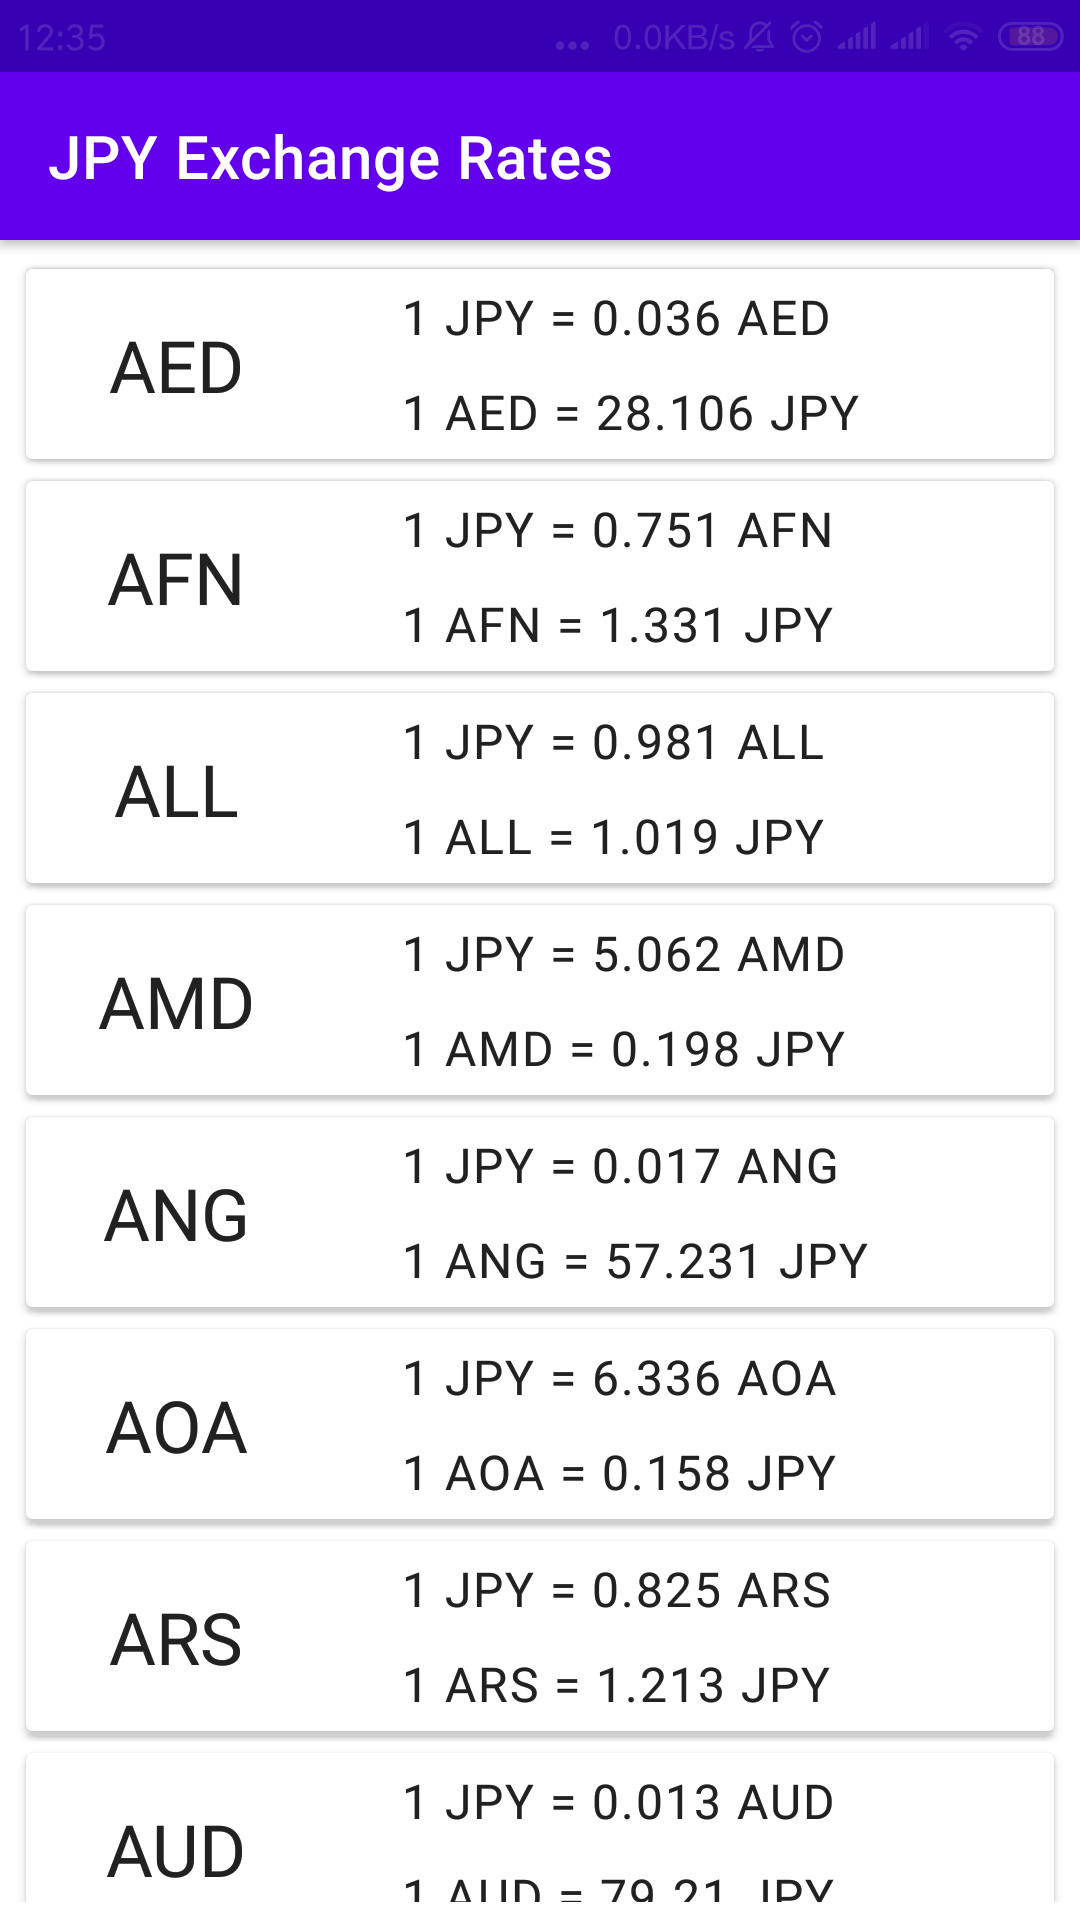 12:35 ... 0.0KB/s 88
JPY Exchange Rates
AED
1 JPY = 0.036 AED
1 AED = 28.106 JPY
AFN
1 JPY = 0.751 AFN
1 AFN = 1.331 JPY
ALL
1 JPY = 0.981 ALL
1 ALL = 1.019 JPY
AMD
1 JPY = 5.062 AMD
1 AMD = 0.198 JPY
ANG
1 JPY = 0.017 ANG
1 ANG = 57.231 JPY
AOA
1 JPY = 6.336 AOA
1 AOA = 0.158 JPY
ARS
1 JPY = 0.825 ARS
1 ARS = 1.213 JPY
AUD
1 JPY = 0.013 AUD
1 AUD = 79.21 JPY